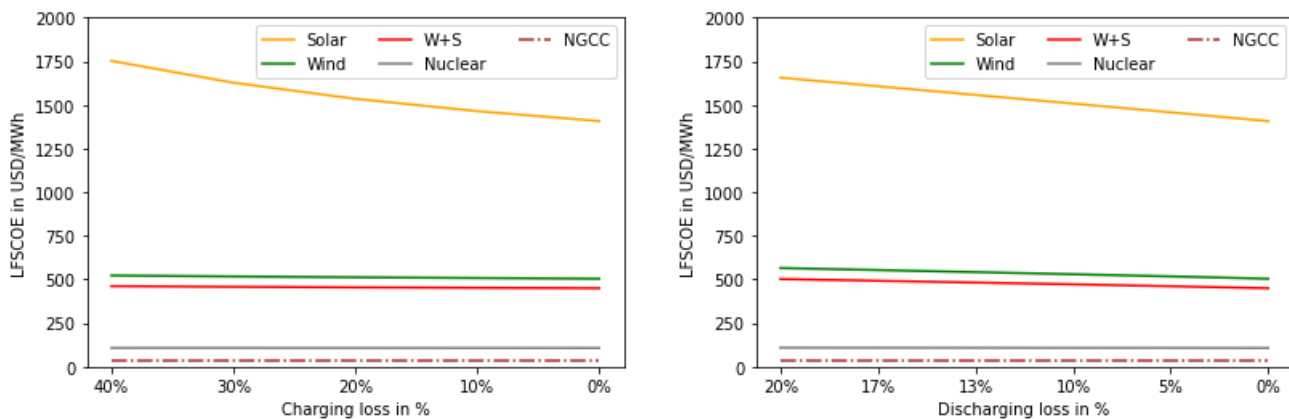 2000
1750
1500
1250
1000
750
500
250
0
LFSCOE in USD/MWh
Solar W+S NGCC
Wind Nuclear
40% 30% 20% 10% 0%
Charging loss in %
2000
1750
1500
1250
1000
750
500
250
0
LFSCOE in USD/MWh
Solar W+S NGCC
Wind Nuclear
20% 17% 13% 10% 5% 0%
Discharging loss in %